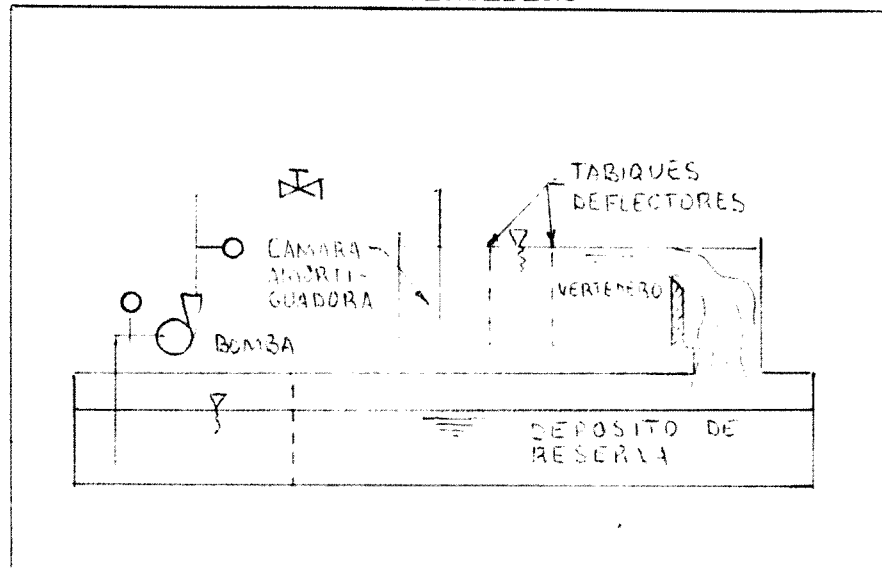 TABIQUES
DEFLECTORES
CAMARA
AMORTI-
GUADORA
VERTEDERO
BOMBA
DEPOSITO DE
RESERVA